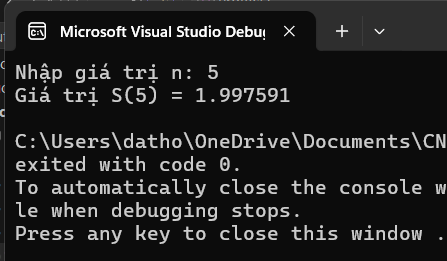 Microsoft Visual Studio Debu
Nhập giá trị n: 5
Giá trị S(5) = 1.997591
C:\Users\datho\OneDrive\Documents\CN
exited with code 0.
To automatically close the console w
le when debugging stops.
Press any key to close this window .